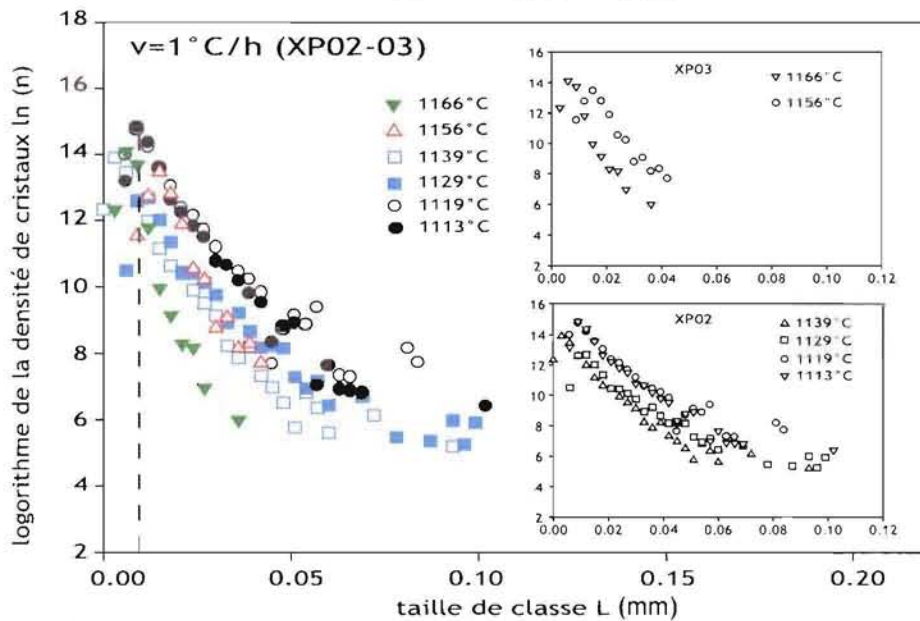 v=1°C/h (XP02-03)
logorithme de la densité de cristaux ln (n)
18
16
14
12
10
8
6
4
2
0.00
0.05
0.10
0.15
0.20
taille de classe L (mm)
1166°C
1156°C
1139°C
1129°C
1119°C
1113°C
XP03
1166°C
1156°C
16
14
12
10
8
6
4
2
0.00
0.02
0.04
0.06
0.08
0.10
0.12
XP02
1139°C
1129°C
1119°C
1113°C
16
14
12
10
8
6
4
2
0.00
0.02
0.04
0.06
0.08
0.10
0.12